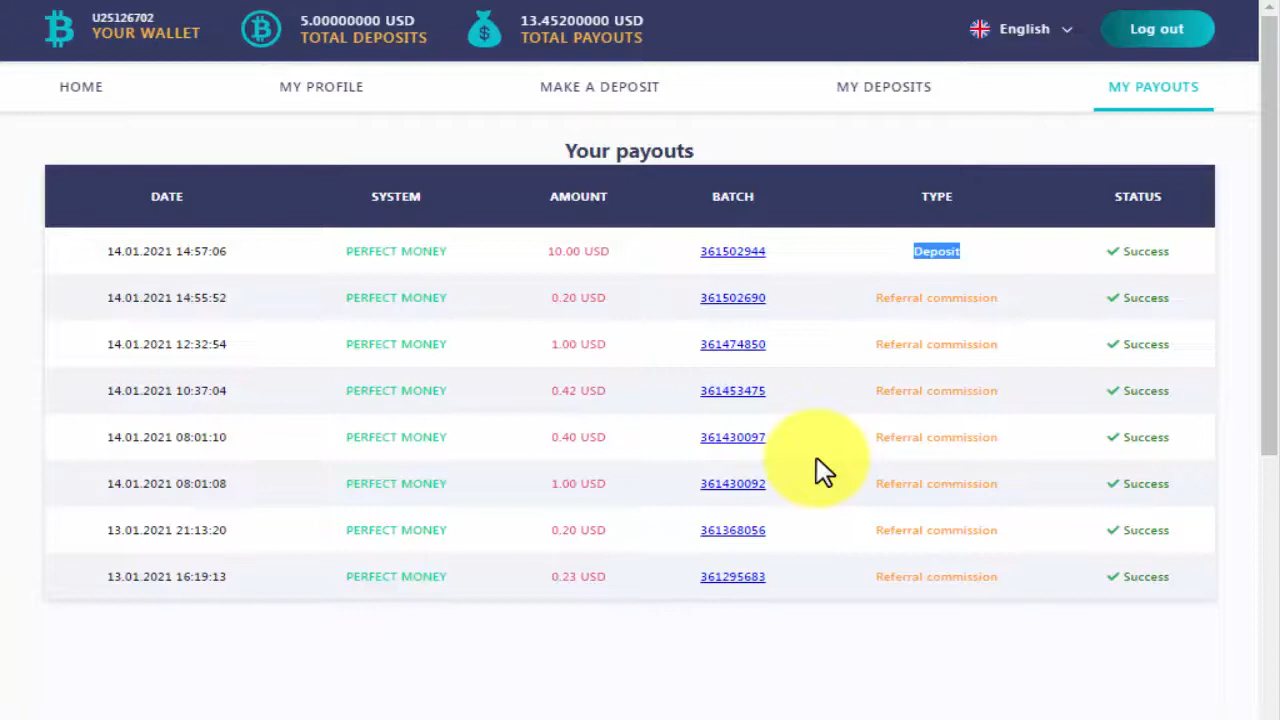 U25126702
YOUR WALLET
5.00000000 USD
TOTAL DEPOSITS
13.45200000 USD
TOTAL PAYOUTS
English
Log out
HOME MY PROFILE MAKE A DEPOSIT MY DEPOSITS MY PAYOUTS
Your payouts
DATE SYSTEM AMOUNT BATCH TYPE STATUS
14.01.2021 14:57:06 PERFECT MONEY 10.00 USD 361502944 Deposit Success
14.01.2021 14:55:52 PERFECT MONEY 0.20 USD 361502690 Referral commission Success
14.01.2021 12:32:54 PERFECT MONEY 1.00 USD 361474850 Referral commission Success
14.01.2021 10:37:04 PERFECT MONEY 0.42 USD 361453475 Referral commission Success
14.01.2021 08:01:10 PERFECT MONEY 0.40 USD 361430097 Referral commission Success
14.01.2021 08:01:08 PERFECT MONEY 1.00 USD 361430092 Referral commission Success
13.01.2021 21:13:20 PERFECT MONEY 0.20 USD 361368056 Referral commission Success
13.01.2021 16:19:13 PERFECT MONEY 0.23 USD 361295683 Referral commission Success